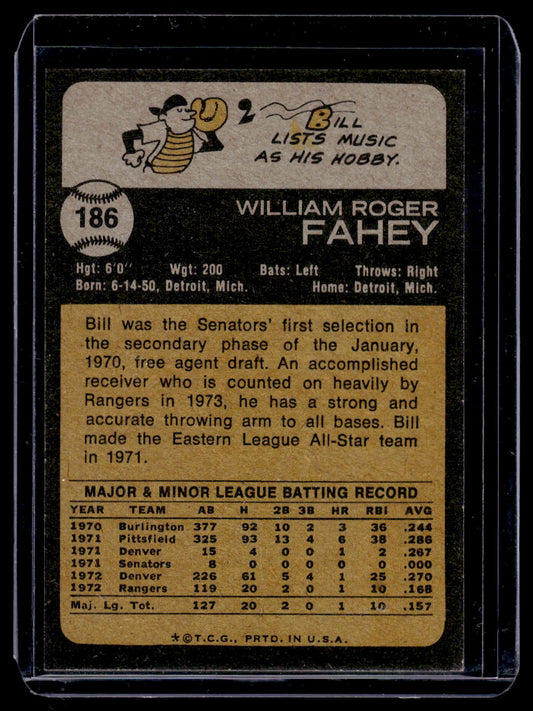 BILL
LISTS MUSIC
AS HIS HOBBY.
186
WILLIAM ROGER
FAHEY
Hgt: 6'0" Wgt: 200 Bats: Left Throws: Right
Born: 6-14-50, Detroit, Mich. Home: Detroit, Mich.
Bill was the Senators' first selection in
the secondary phase of the January,
1970, free agent draft. An accomplished
receiver who is counted on heavily by
Rangers in 1973, he has a strong and
accurate throwing arm to all bases. Bill
made the Eastern League All-Star team
in 1971.
MAJOR & MINOR LEAGUE BATTING RECORD
YEAR TEAM AB H 2B 3B HR RBI AVG
1970 Burlington 377 92 10 2 3 36 .244
1971 Pittsfield 325 93 13 4 6 38 .286
1971 Denver 15 4 0 0 1 2 .267
1971 Senators 8 0 0 0 0 0 .000
1972 Denver 226 61 5 4 1 25 .270
1972 Rangers 119 20 2 0 1 10 .168
Maj. Lg. Tot. 127 20 2 0 1 10 .157
*©T.C.G., PRTD. IN U.S.A.